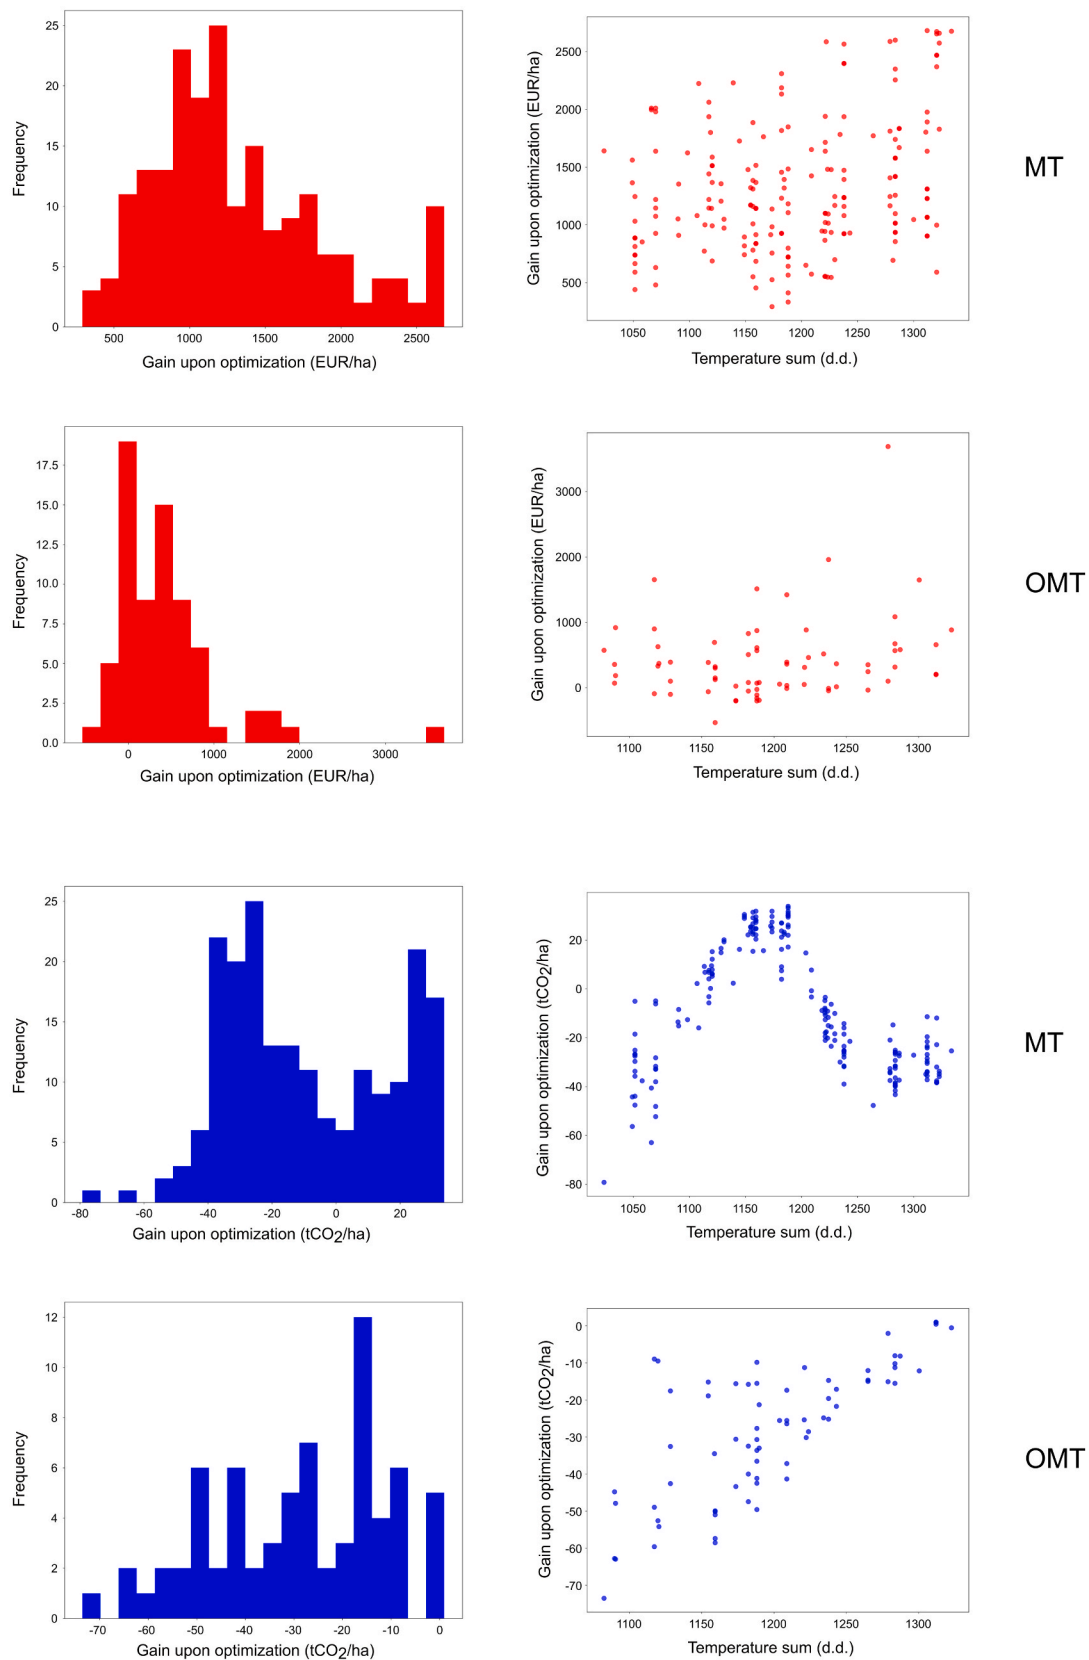 25
20
15
10
5
0
Frequency
500 1000 1500 2000 2500
Gain upon optimization (EUR/ha)
2500
2000
1500
1000
500
Gain upon optimization (EUR/ha)
1050 1100 1150 1200 1250 1300
Temperature sum (d.d.)
MT
17.5
15.0
12.5
10.0
7.5
5.0
2.5
0.0
Frequency
0 1000 2000 3000
Gain upon optimization (EUR/ha)
3000
2000
1000
0
Gain upon optimization (EUR/ha)
1100 1150 1200 1250 1300
Temperature sum (d.d.)
OMT
25
20
15
10
5
0
Frequency
-80 -60 -40 -20 0 20
Gain upon optimization (tCO2/ha)
20
0
-20
-40
-60
-80
Gain upon optimization (tCO2/ha)
1050 1100 1150 1200 1250 1300
Temperature sum (d.d.)
MT
12
10
8
6
4
2
0
Frequency
-70 -60 -50 -40 -30 -20 -10 0
Gain upon optimization (tCO2/ha)
0
-10
-20
-30
-40
-50
-60
-70
Gain upon optimization (tCO2/ha)
1100 1150 1200 1250 1300
Temperature sum (d.d.)
OMT